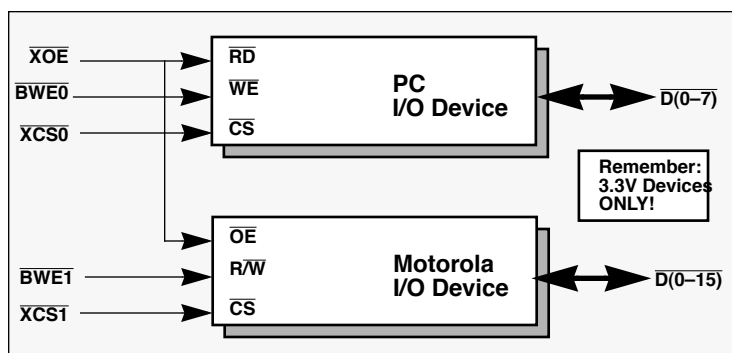 XOE
RD
BWE0
WE
PC
I/O Device
D(0–7)
XCS0
CS
Remember:
3.3V Devices
ONLY!
OE
BWE1
R/W
Motorola
I/O Device
D(0–15)
XCS1
CS